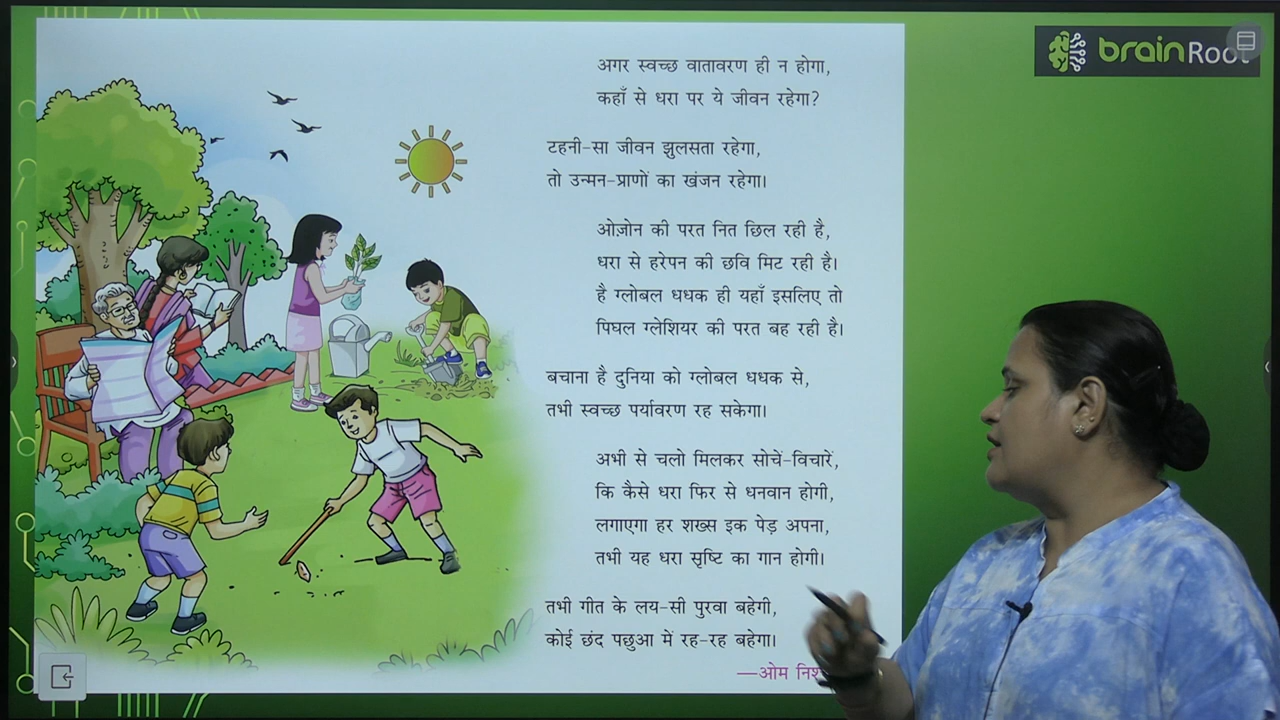 brainRoot
अगर स्वच्छ वातावरण ही न होगा,
कहाँ से धरा पर ये जीवन रहेगा?
टहनी-सा जीवन झुलसता रहेगा,
तो उन्मन-प्राणों का खंजन रहेगा।
ओज़ोन की परत नित छिल रही है,
धरा से हरेपन की छवि मिट रही है।
है ग्लोबल धधक ही यहाँ इसलिए तो
पिघल ग्लेशियर की परत बह रही है।
बचाना है दुनिया को ग्लोबल धधक से,
तभी स्वच्छ पर्यावरण रह सकेगा।
अभी से चलो मिलकर सोचें-विचारें,
कि कैसे धरा फिर से धनवान होगी,
लगाएगा हर शख्स इक पेड़ अपना,
तभी यह धरा सृष्टि का गान होगी।
तभी गीत के लय-सी पुरवा बहेगी,
कोई छंद पछुआ में रह-रह बहेगा।
—ओम